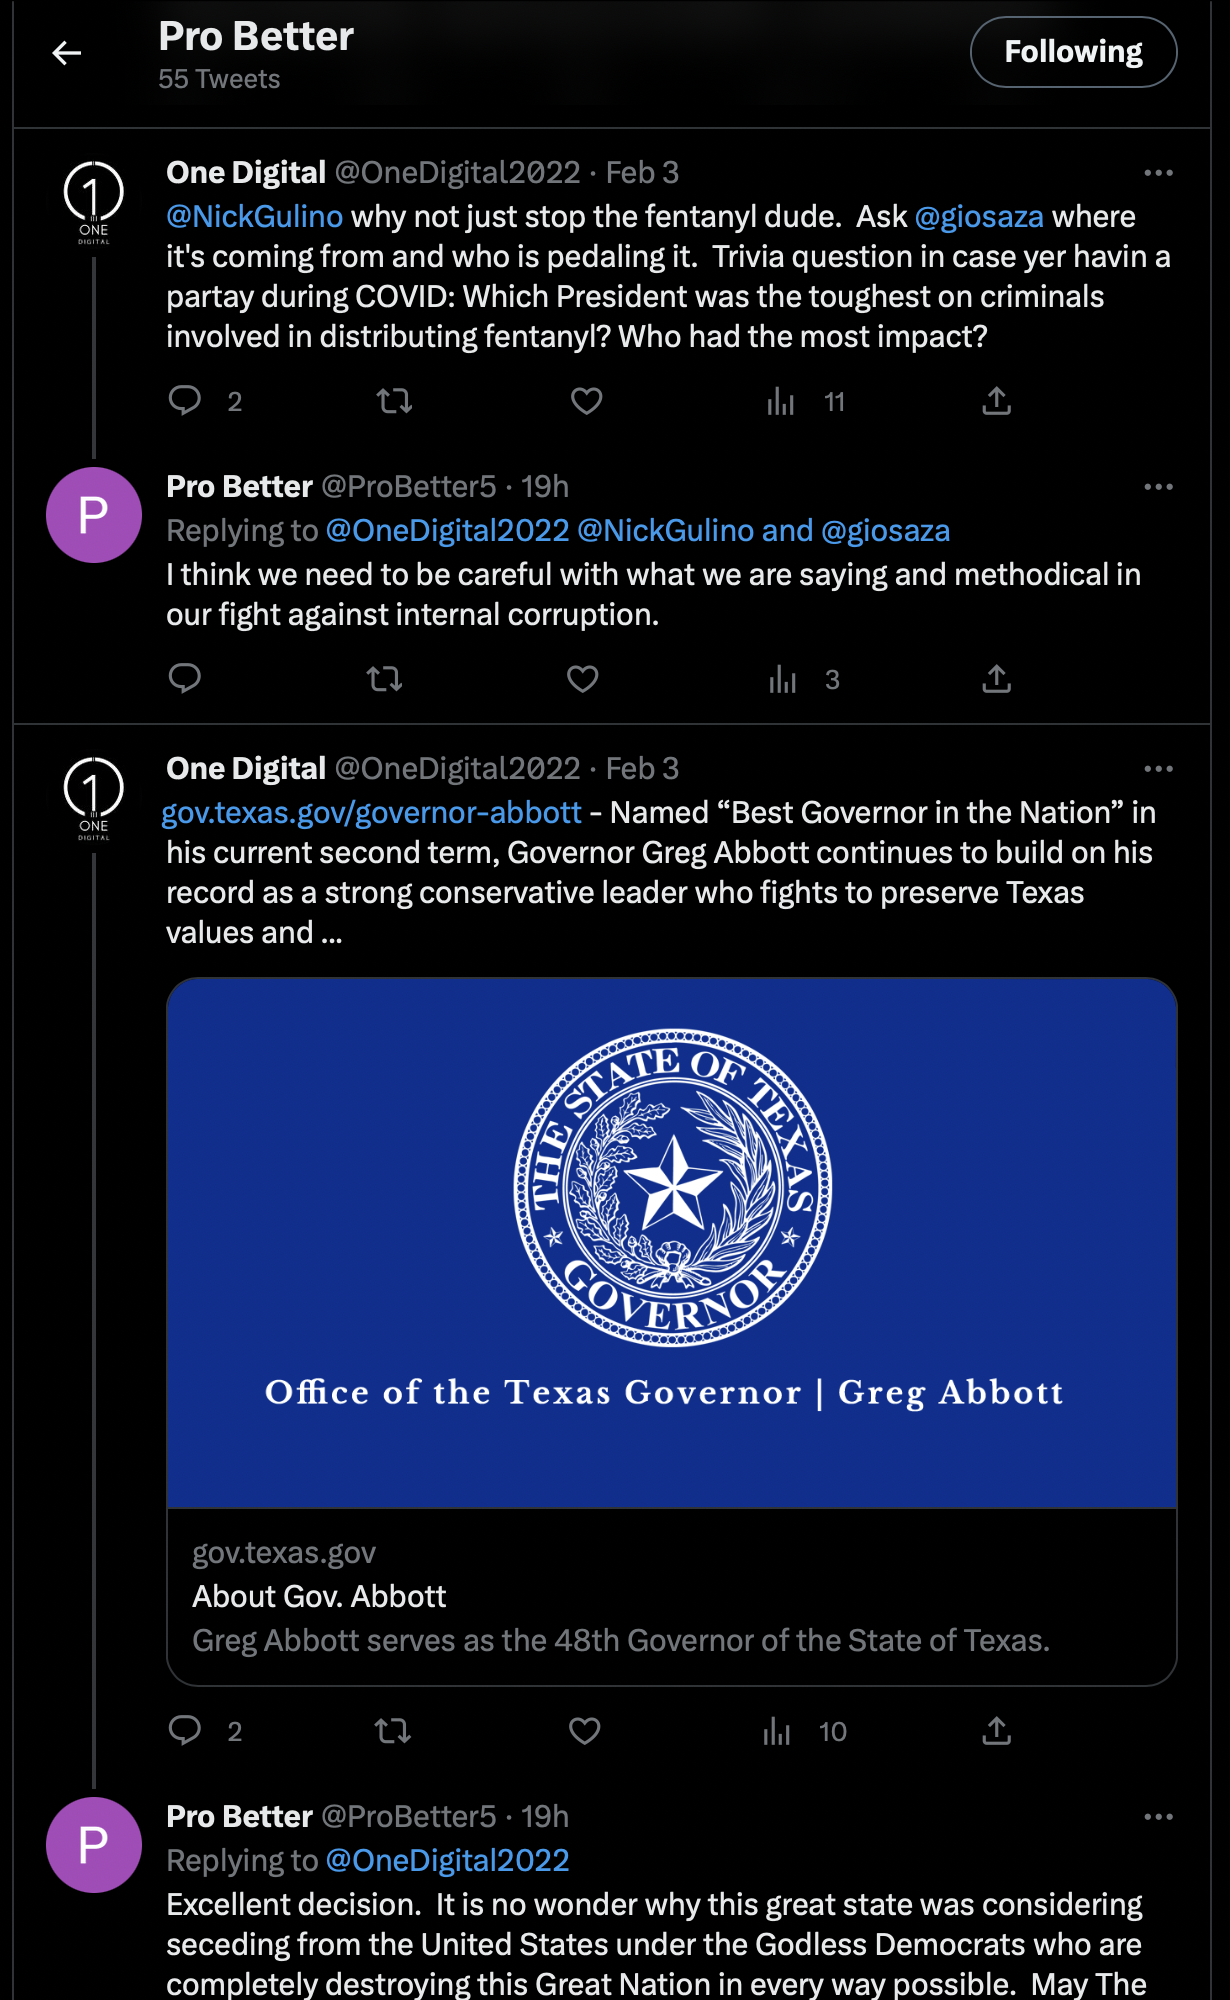 Pro Better
55 Tweets
Following
One Digital @OneDigital2022 · Feb 3
@NickGulino why not just stop the fentanyl dude.  Ask @giosaza where
it's coming from and who is pedaling it.  Trivia question in case yer havin a
partay during COVID: Which President was the toughest on criminals
involved in distributing fentanyl? Who had the most impact?
1
ONE
DIGITAL
2
11
P
Pro Better @ProBetter5 · 19h
Replying to @OneDigital2022 @NickGulino and @giosaza
I think we need to be careful with what we are saying and methodical in
our fight against internal corruption.
3
1
ONE
DIGITAL
One Digital @OneDigital2022 · Feb 3
gov.texas.gov/governor-abbott - Named “Best Governor in the Nation” in
his current second term, Governor Greg Abbott continues to build on his
record as a strong conservative leader who fights to preserve Texas
values and ...
THE STATE OF TEXAS
GOVERNOR
Office of the Texas Governor | Greg Abbott
gov.texas.gov
About Gov. Abbott
Greg Abbott serves as the 48th Governor of the State of Texas.
2
10
P
Pro Better @ProBetter5 · 19h
Replying to @OneDigital2022
Excellent decision.  It is no wonder why this great state was considering
seceding from the United States under the Godless Democrats who are
completely destroying this Great Nation in every way possible.  May The